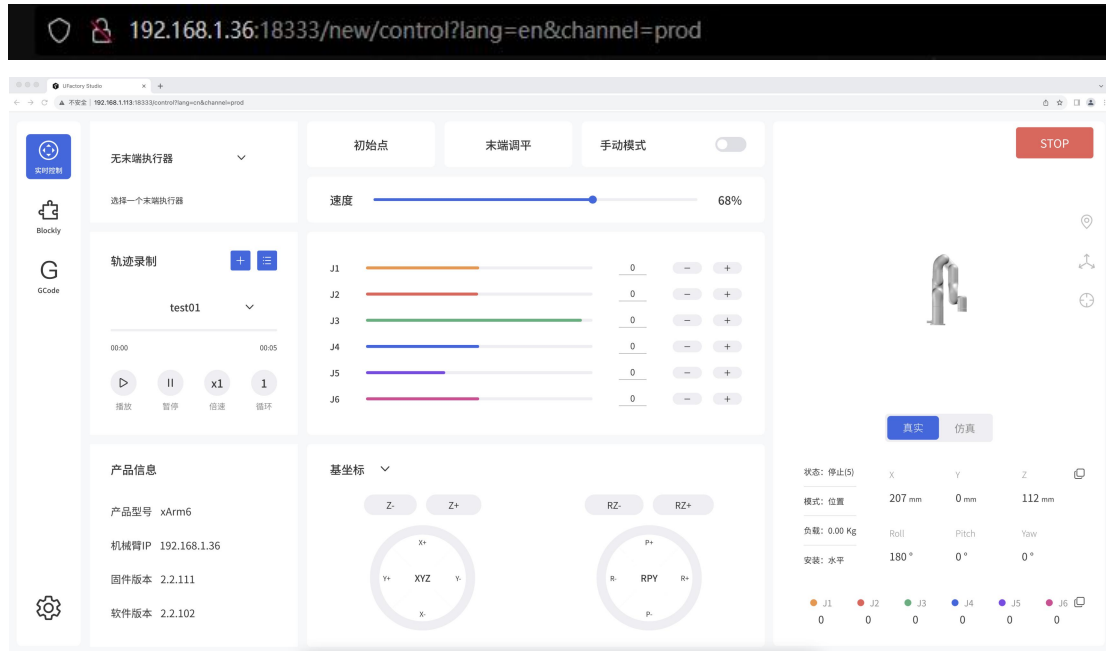 192.168.1.36:18333/new/control?lang=en&channel=prod
UFactory Studio
不安全 192.168.1.113:18333/control?lang=cn&channel=prod
实时控制
Blockly
G
GCode
无末端执行器
选择一个末端执行器
轨迹录制
test01
00:00 00:05
x1 1
播放 暂停 倍速 循环
产品信息
产品型号 xArm6
机械臂IP 192.168.1.36
固件版本 2.2.111
软件版本 2.2.102
初始点 末端调平 手动模式
速度 68%
J1 0 - +
J2 0 - +
J3 0 - +
J4 0 - +
J5 0 - +
J6 0 - +
基坐标
Z- Z+ RZ- RZ+
X+ P+
Y+ XYZ Y- R- RPY R+
X- P-
STOP
真实 仿真
状态: 停止(5) X Y Z
模式: 位置 207 mm 0 mm 112 mm
负载: 0.00 Kg Roll Pitch Yaw
安装: 水平 180 ° 0 ° 0 °
J1 J2 J3 J4 J5 J6
0 0 0 0 0 0